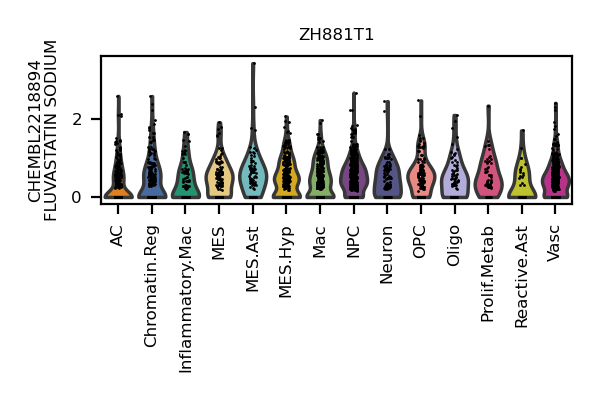 ZH881T1
CHEMBL2218894
FLUVASTATIN SODIUM
2
0
AC
Chromatin.Reg
Inflammatory.Mac
MES
MES.Ast
MES.Hyp
Mac
NPC
Neuron
OPC
Oligo
Prolif.Metab
Reactive.Ast
Vasc